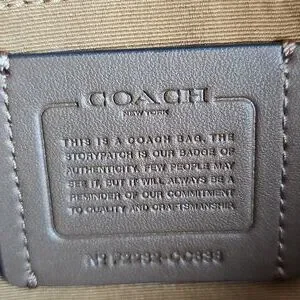 COACH
NEW YORK
THIS IS A COACH BAG. THE
STORYPATCH IS OUR BADGE OF
AUTHENTICITY. FEW PEOPLE MAY
SEE IT, BUT IT WILL ALWAYS BE A
REMINDER OF OUR COMMITMENT
TO QUALITY AND CRAFTSMANSHIP